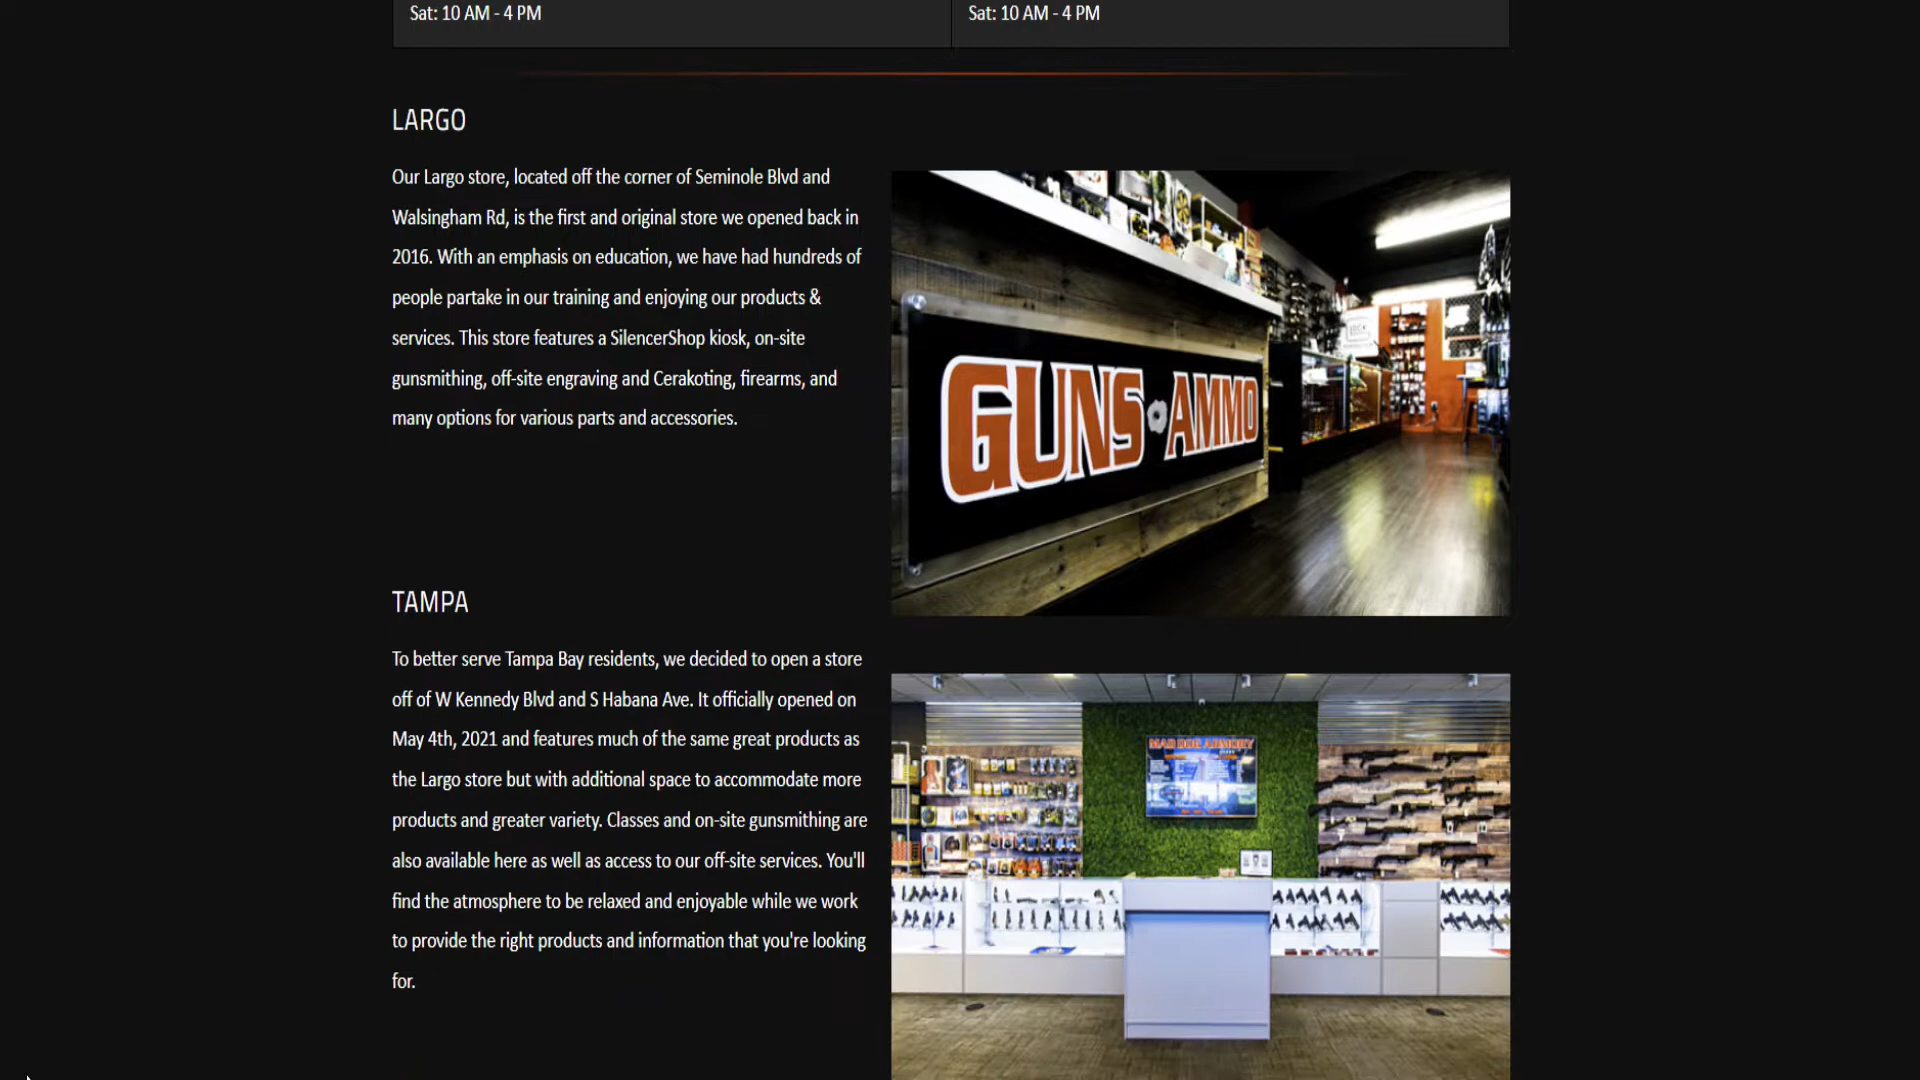 Sat: 10 AM - 4 PM
Sat: 10 AM - 4 PM
LARGO
Our Largo store, located off the corner of Seminole Blvd and
Walsingham Rd, is the first and original store we opened back in
2016. With an emphasis on education, we have had hundreds of
people partake in our training and enjoying our products &
services. This store features a SilencerShop kiosk, on-site
gunsmithing, off-site engraving and Cerakoting, firearms, and
many options for various parts and accessories.
GUNS AMMO
TAMPA
To better serve Tampa Bay residents, we decided to open a store
off of W Kennedy Blvd and S Habana Ave. It officially opened on
May 4th, 2021 and features much of the same great products as
the Largo store but with additional space to accommodate more
products and greater variety. Classes and on-site gunsmithing are
also available here as well as access to our off-site services. You'll
find the atmosphere to be relaxed and enjoyable while we work
to provide the right products and information that you're looking
for.
MAD DOG ARMORY